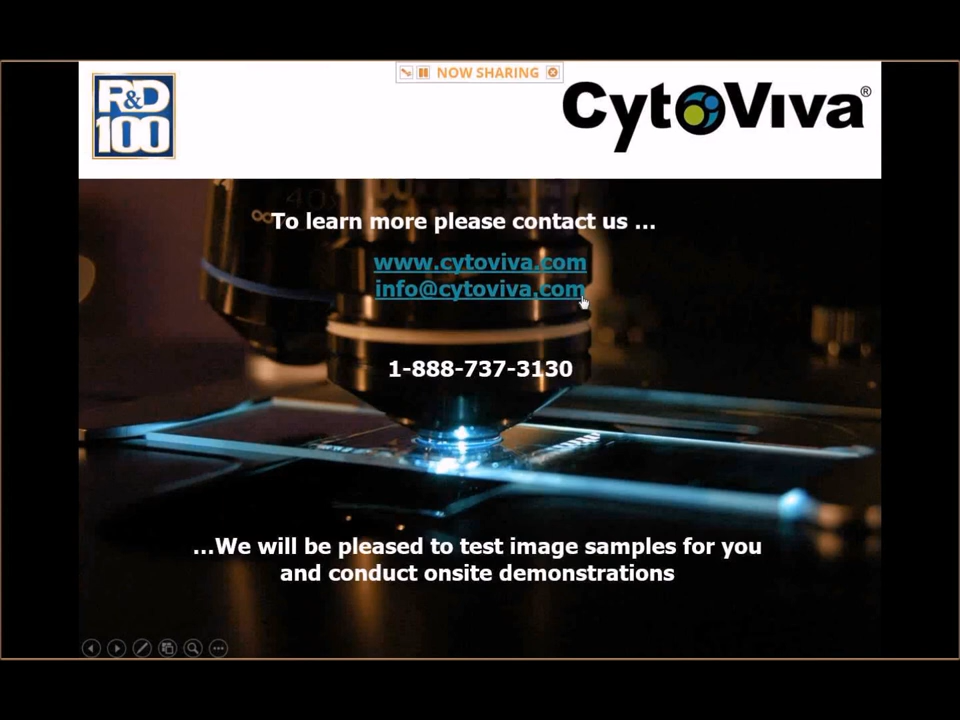 NOW SHARING
R&D
100
CytoViva®
40x
∞
To learn more please contact us ...
www.cytoviva.com
info@cytoviva.com
1-888-737-3130
...We will be pleased to test image samples for you
and conduct onsite demonstrations